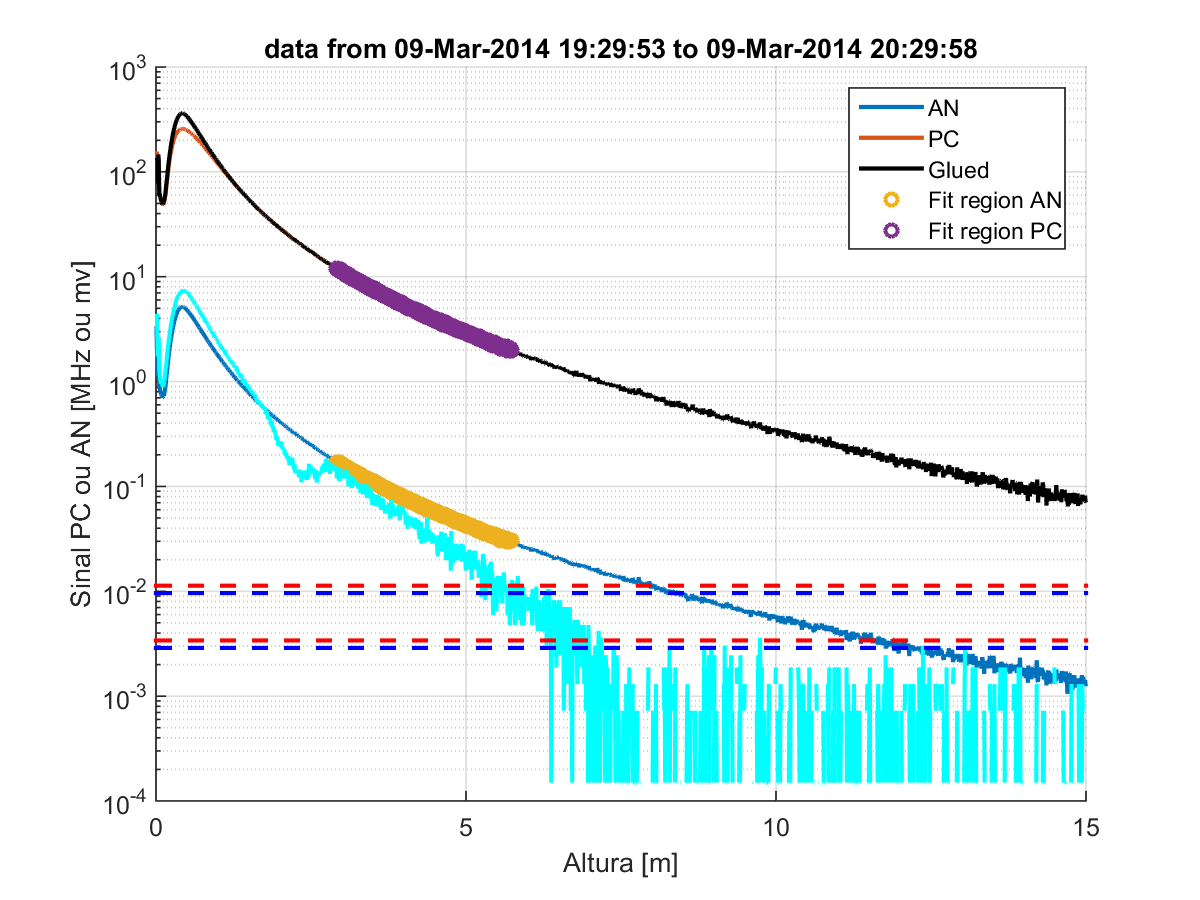 data from 09-Mar-2014 19:29:53 to 09-Mar-2014 20:29:58
AN
PC
Glued
Fit region AN
Fit region PC
Sinal PC ou AN [MHz ou mv]
10^3
10^2
10^1
10^0
10^-1
10^-2
10^-3
10^-4
0 5 10 15
Altura [m]